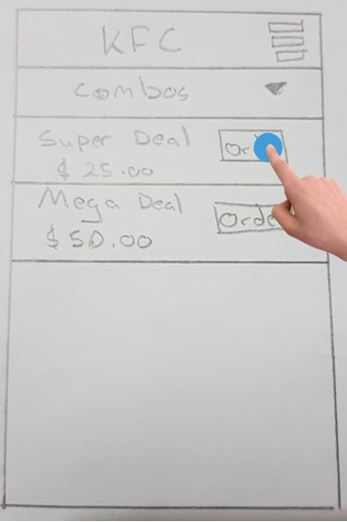 KFC
Combos
Super Deal
$ 25.00
Mega Deal
$50.00